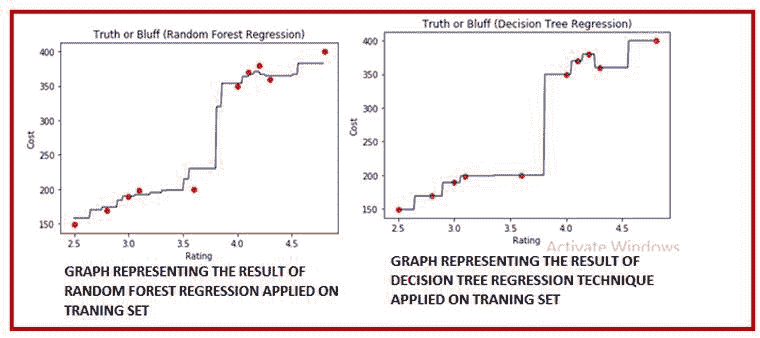 Truth or Bluff (Random Forest Regression)
400
350
300
250
200
150
Cost
2.5 3.0 3.5 4.0 4.5
Rating
GRAPH REPRESENTING THE RESULT OF
RANDOM FOREST REGRESSION APPLIED ON
TRANING SET
Truth or Bluff (Decision Tree Regression)
400
350
300
250
200
150
Cost
2.5 3.0 3.5 4.0 4.5
Rating
Activate Windows
GRAPH REPRESENTING THE RESULT OF
DECISION TREE REGRESSION TECHNIQUE
APPLIED ON TRANING SET